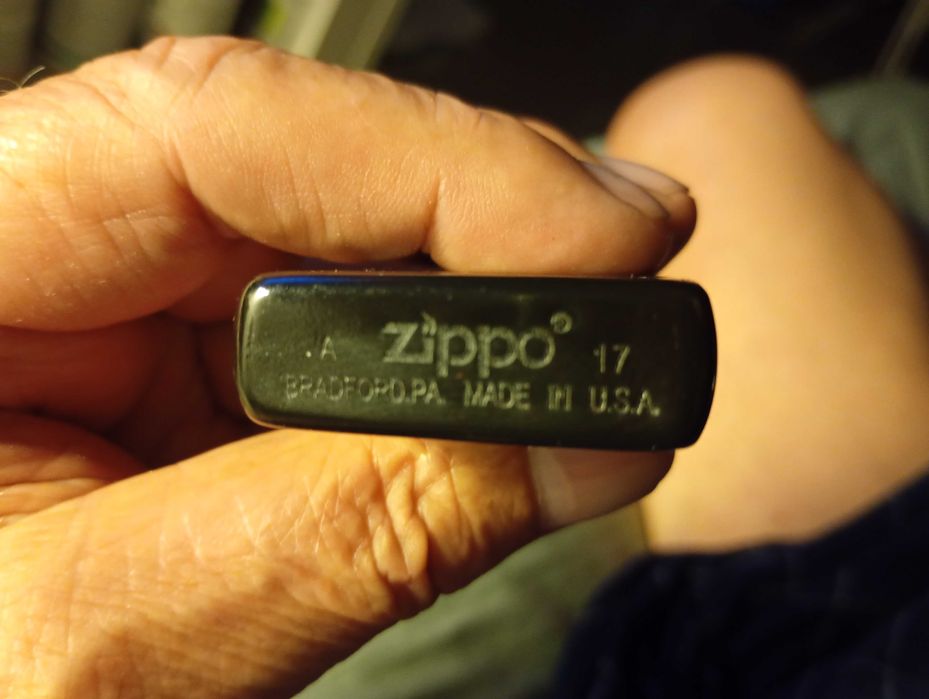 .A Zippo® 17
BRADFORD,PA. MADE IN U.S.A.